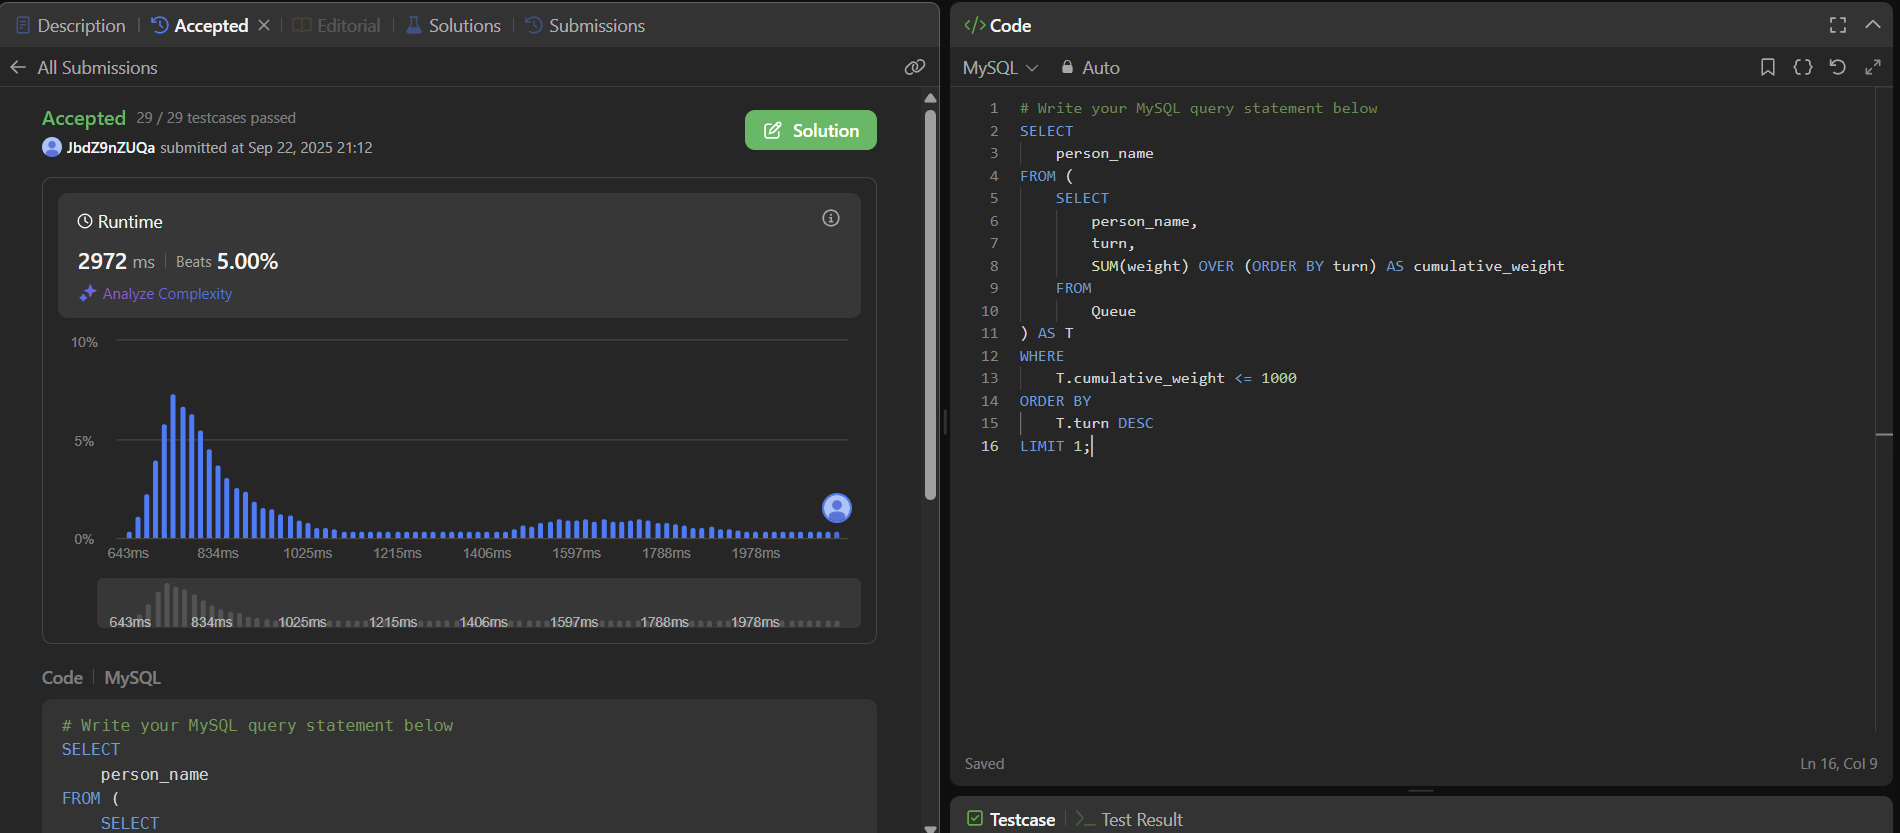 Description | Accepted | Editorial | Solutions | Submissions
All Submissions
Accepted 29 / 29 testcases passed
JbdZ9nZUQa submitted at Sep 22, 2025 21:12
Solution
Runtime
2972 ms | Beats 5.00%
Analyze Complexity
10%
5%
0%
643ms 834ms 1025ms 1215ms 1406ms 1597ms 1788ms 1978ms
643ms 834ms 1025ms 1215ms 1406ms 1597ms 1788ms 1978ms
Code | MySQL
# Write your MySQL query statement below
SELECT
    person_name
FROM (
    SELECT
</> Code
MySQL Auto
1 # Write your MySQL query statement below
2 SELECT
3     person_name
4 FROM (
5     SELECT
6         person_name,
7         turn,
8         SUM(weight) OVER (ORDER BY turn) AS cumulative_weight
9     FROM
10         Queue
11 ) AS T
12 WHERE
13     T.cumulative_weight <= 1000
14 ORDER BY
15     T.turn DESC
16 LIMIT 1;
Saved
Ln 16, Col 9
Testcase | >_ Test Result